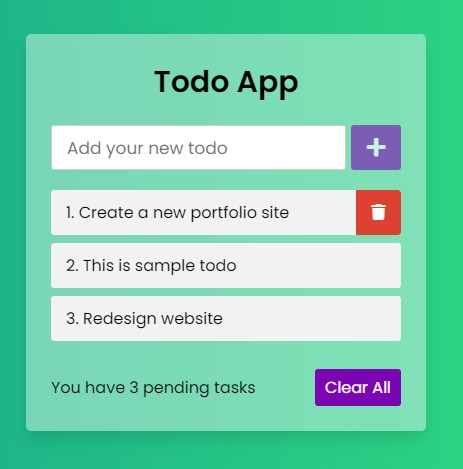 Todo App
Add your new todo
1. Create a new portfolio site
2. This is sample todo
3. Redesign website
You have 3 pending tasks
Clear All